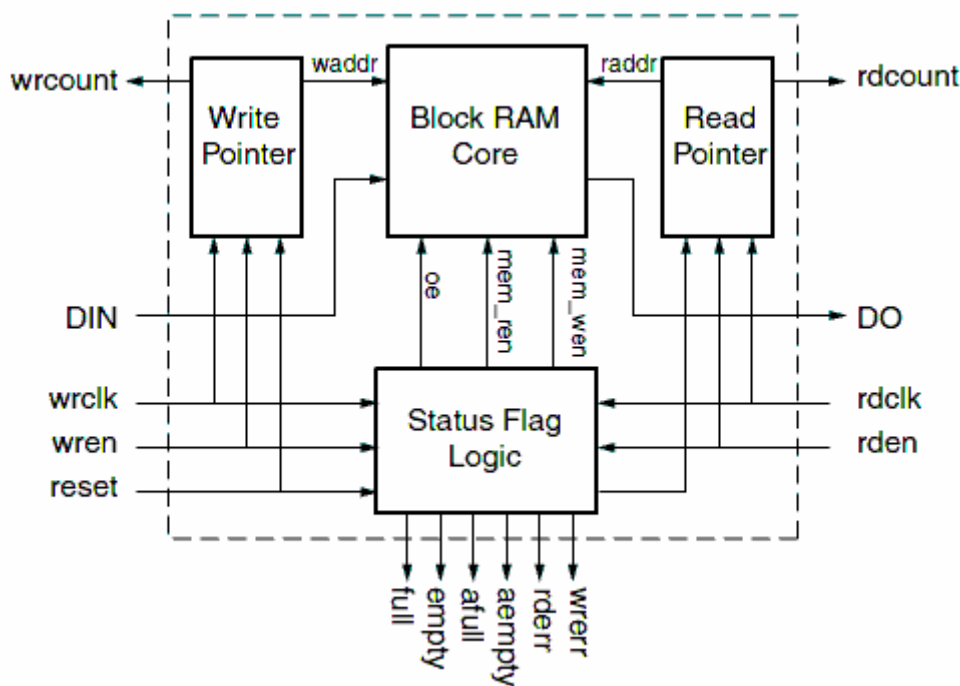 waddr
raddr
wrcount
rdcount
Write
Pointer
Block RAM
Core
Read
Pointer
oe
mem_ren
mem_wen
DIN
DO
wrclk
rdclk
Status Flag
Logic
wren
rden
reset
full
empty
afull
aempty
rderr
wrerr